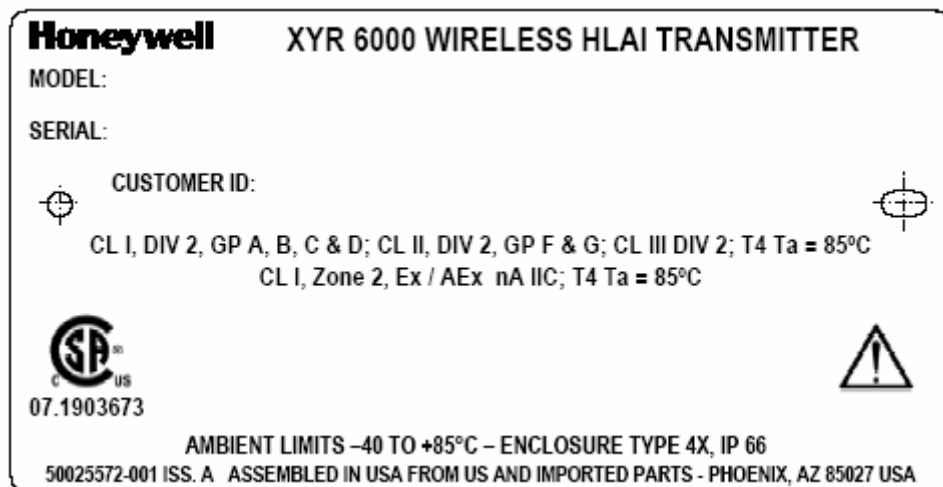 Honeywell XYR 6000 WIRELESS HLAI TRANSMITTER
MODEL:
SERIAL:
CUSTOMER ID:
CL I, DIV 2, GP A, B, C & D; CL II, DIV 2, GP F & G; CL III DIV 2; T4 Ta = 85ºC
CL I, Zone 2, Ex / AEx nA IIC; T4 Ta = 85ºC
SA
C US
07.1903673
AMBIENT LIMITS –40 TO +85ºC – ENCLOSURE TYPE 4X, IP 66
50025572-001 ISS. A ASSEMBLED IN USA FROM US AND IMPORTED PARTS - PHOENIX, AZ 85027 USA